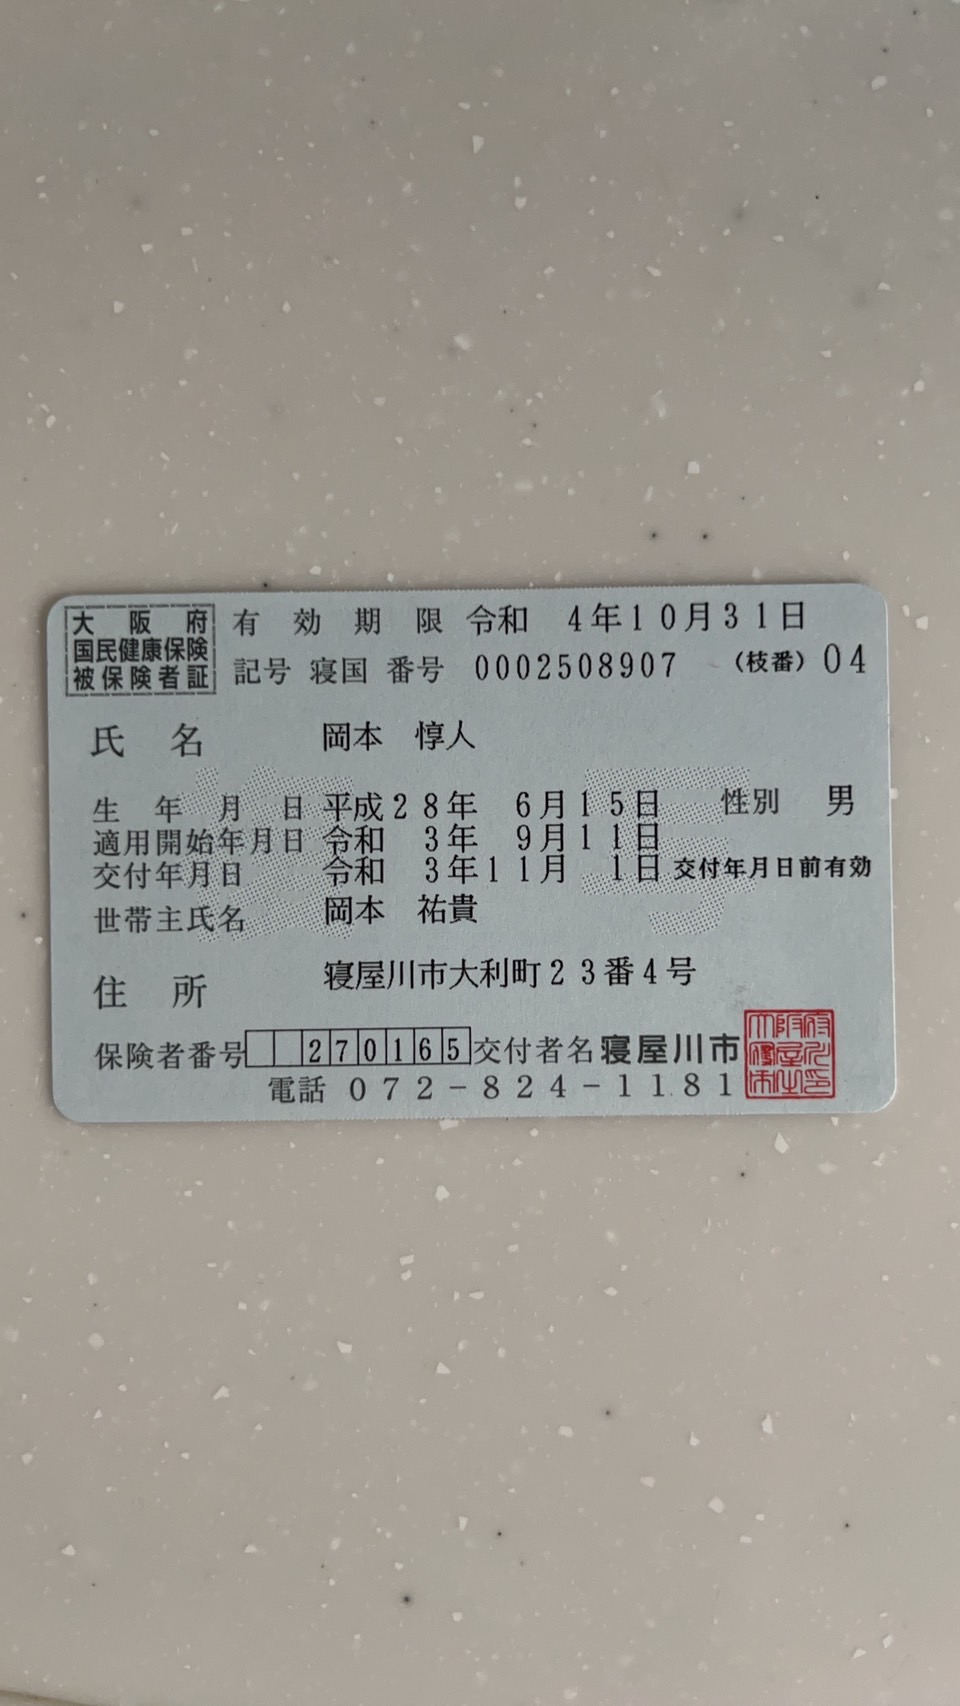 大阪府
国民健康保険
被保険者証
有効期限 令和 4年10月31日
記号 寝国 番号 0002508907 (枝番) 04
氏名 岡本 惇人
生年月日 平成28年 6月15日 性別 男
適用開始年月日 令和 3年 9月11日
交付年月日 令和 3年11月 1日 交付年月日前有効
世帯主氏名 岡本 祐貴
住所 寝屋川市大利町23番4号
保険者番号 270165 交付者名 寝屋川市
電話 072-824-1181